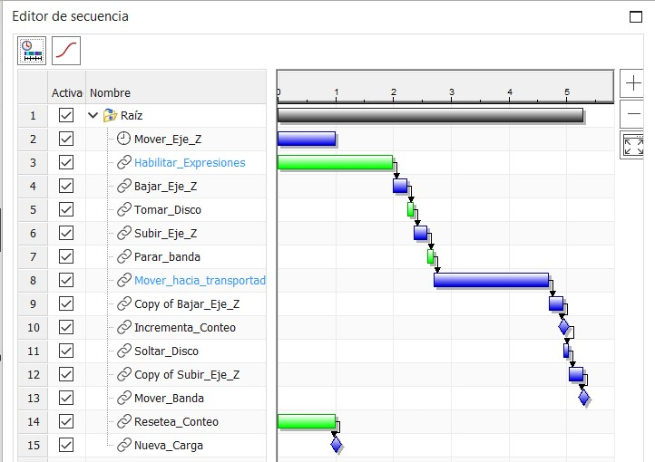 Editor de secuencia
Activa Nombre
0 1 2 3 4 5
1 Raíz
2 Mover_Eje_Z
3 Habilitar_Expresiones
4 Bajar_Eje_Z
5 Tomar_Disco
6 Subir_Eje_Z
7 Parar_banda
8 Mover_hacia_transportad
9 Copy of Bajar_Eje_Z
10 Incrementa_Conteo
11 Soltar_Disco
12 Copy of Subir_Eje_Z
13 Mover_Banda
14 Resetea_Conteo
15 Nueva_Carga